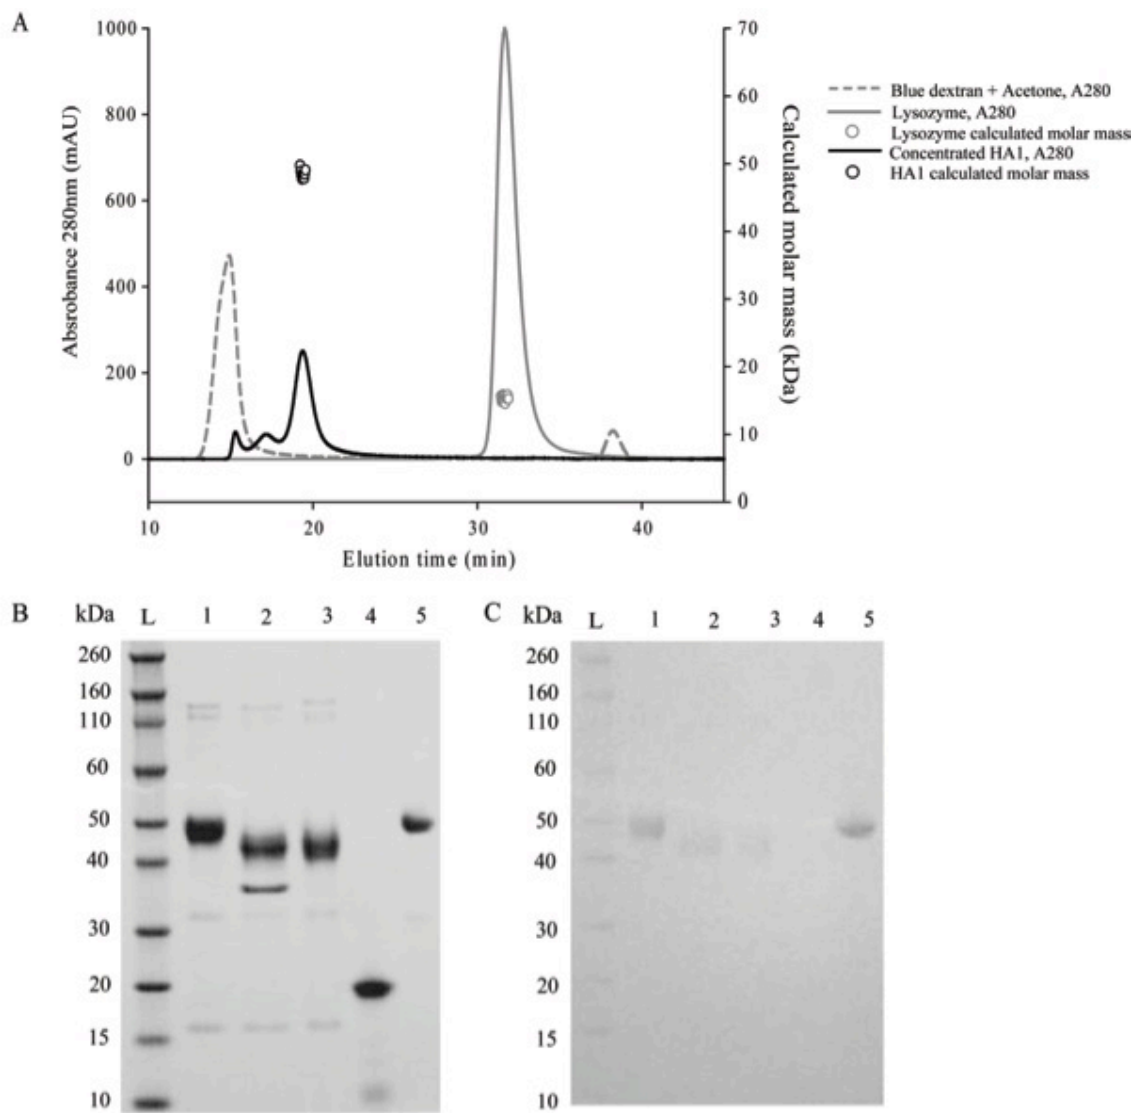 A
1000
800
600
400
200
0
Absrobance 280nm (mAU)
70
60
50
40
30
20
10
0
Calculated molar mass (kDa)
10 20 30 40
Elution time (min)
Blue dextran + Acetone, A280
Lysozyme, A280
Lysozyme calculated molar mass
Concentrated HA1, A280
HA1 calculated molar mass
B kDa L 1 2 3 4 5
260
160
110
60
50
40
30
20
15
10
C kDa L 1 2 3 4 5
260
160
110
60
50
40
30
20
15
10